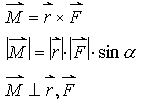 M⃗ = r⃗ × F⃗
|M⃗| = |r⃗|·|F⃗|·sin α
M⃗ ⊥ r⃗, F⃗